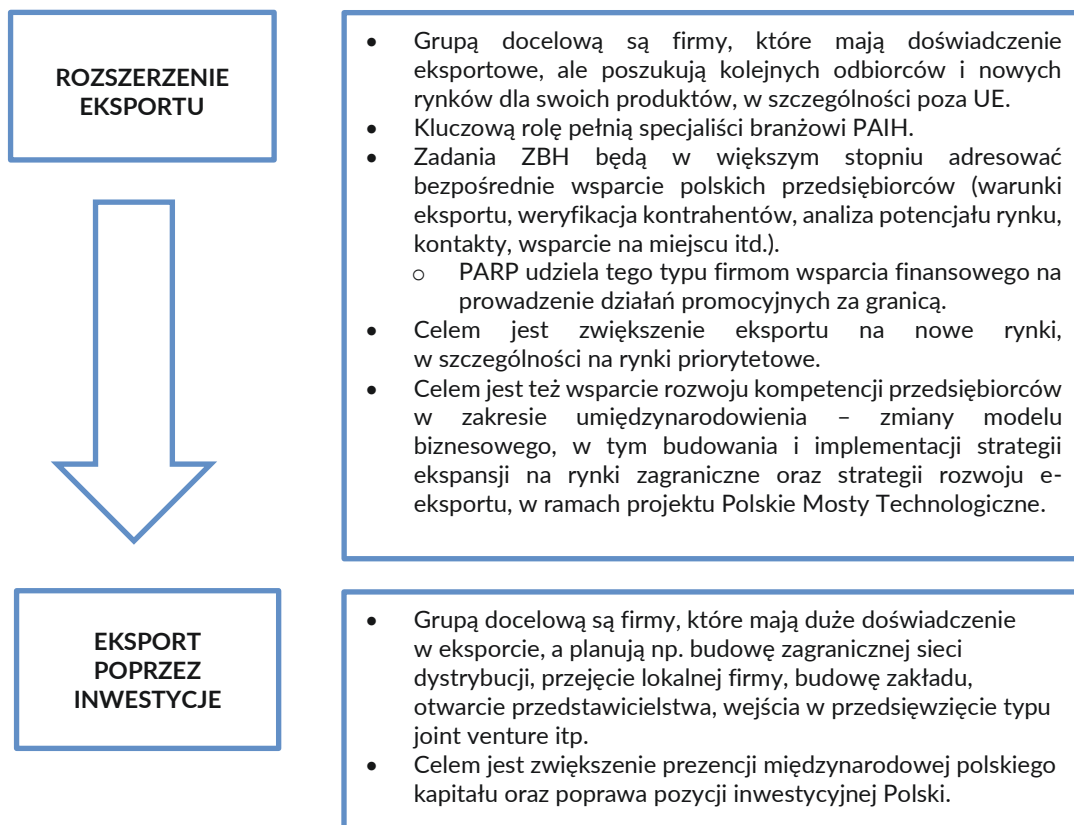 ROZSZERZENIE
EKSPORTU
• Grupą docelową są firmy, które mają doświadczenie
eksportowe, ale poszukują kolejnych odbiorców i nowych
rynków dla swoich produktów, w szczególności poza UE.
• Kluczową rolę pełnią specjaliści branżowi PAIH.
• Zadania ZBH będą w większym stopniu adresować
bezpośrednie wsparcie polskich przedsiębiorców (warunki
eksportu, weryfikacja kontrahentów, analiza potencjału rynku,
kontakty, wsparcie na miejscu itd.).
o PARP udziela tego typu firmom wsparcia finansowego na
prowadzenie działań promocyjnych za granicą.
• Celem jest zwiększenie eksportu na nowe rynki,
w szczególności na rynki priorytetowe.
• Celem jest też wsparcie rozwoju kompetencji przedsiębiorców
w zakresie umiędzynarodowienia – zmiany modelu
biznesowego, w tym budowania i implementacji strategii
ekspansji na rynki zagraniczne oraz strategii rozwoju e-
eksportu, w ramach projektu Polskie Mosty Technologiczne.
EKSPORT
POPRZEZ
INWESTYCJE
• Grupą docelową są firmy, które mają duże doświadczenie
w eksporcie, a planują np. budowę zagranicznej sieci
dystrybucji, przejęcie lokalnej firmy, budowę zakładu,
otwarcie przedstawicielstwa, wejścia w przedsięwzięcie typu
joint venture itp.
• Celem jest zwiększenie prezencji międzynarodowej polskiego
kapitału oraz poprawa pozycji inwestycyjnej Polski.